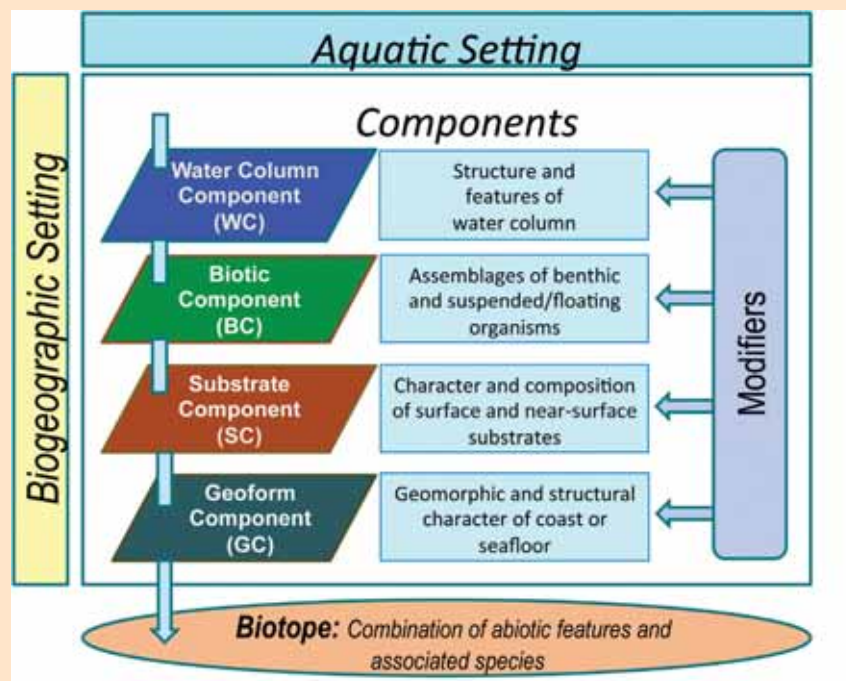 Aquatic Setting
Biogeographic Setting
Components
Water Column
Component
(WC)
Structure and
features of
water column
Biotic
Component
(BC)
Assemblages of benthic
and suspended/floating
organisms
Substrate
Component
(SC)
Character and composition
of surface and near-surface
substrates
Geoform
Component
(GC)
Geomorphic and structural
character of coast or
seafloor
Modifiers
Biotope: Combination of abiotic features and
associated species